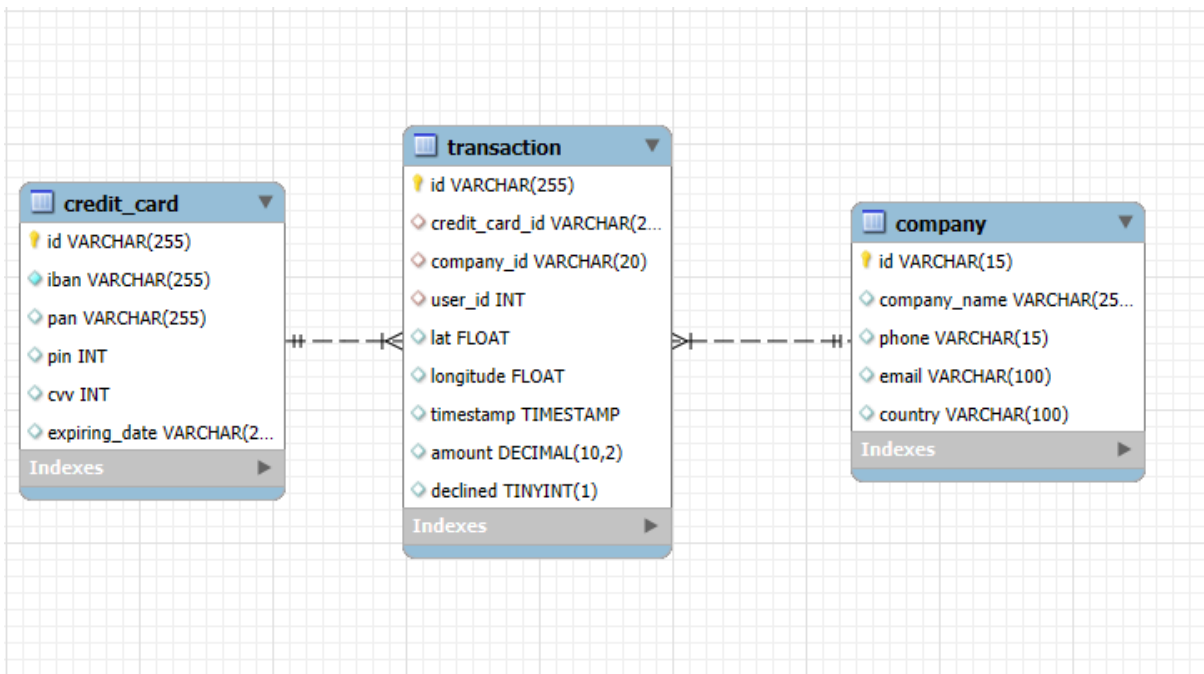 credit_card
id VARCHAR(255)
iban VARCHAR(255)
pan VARCHAR(255)
pin INT
cvv INT
expiring_date VARCHAR(2...
Indexes
transaction
id VARCHAR(255)
credit_card_id VARCHAR(2...
company_id VARCHAR(20)
user_id INT
lat FLOAT
longitude FLOAT
timestamp TIMESTAMP
amount DECIMAL(10,2)
declined TINYINT(1)
Indexes
company
id VARCHAR(15)
company_name VARCHAR(25...
phone VARCHAR(15)
email VARCHAR(100)
country VARCHAR(100)
Indexes